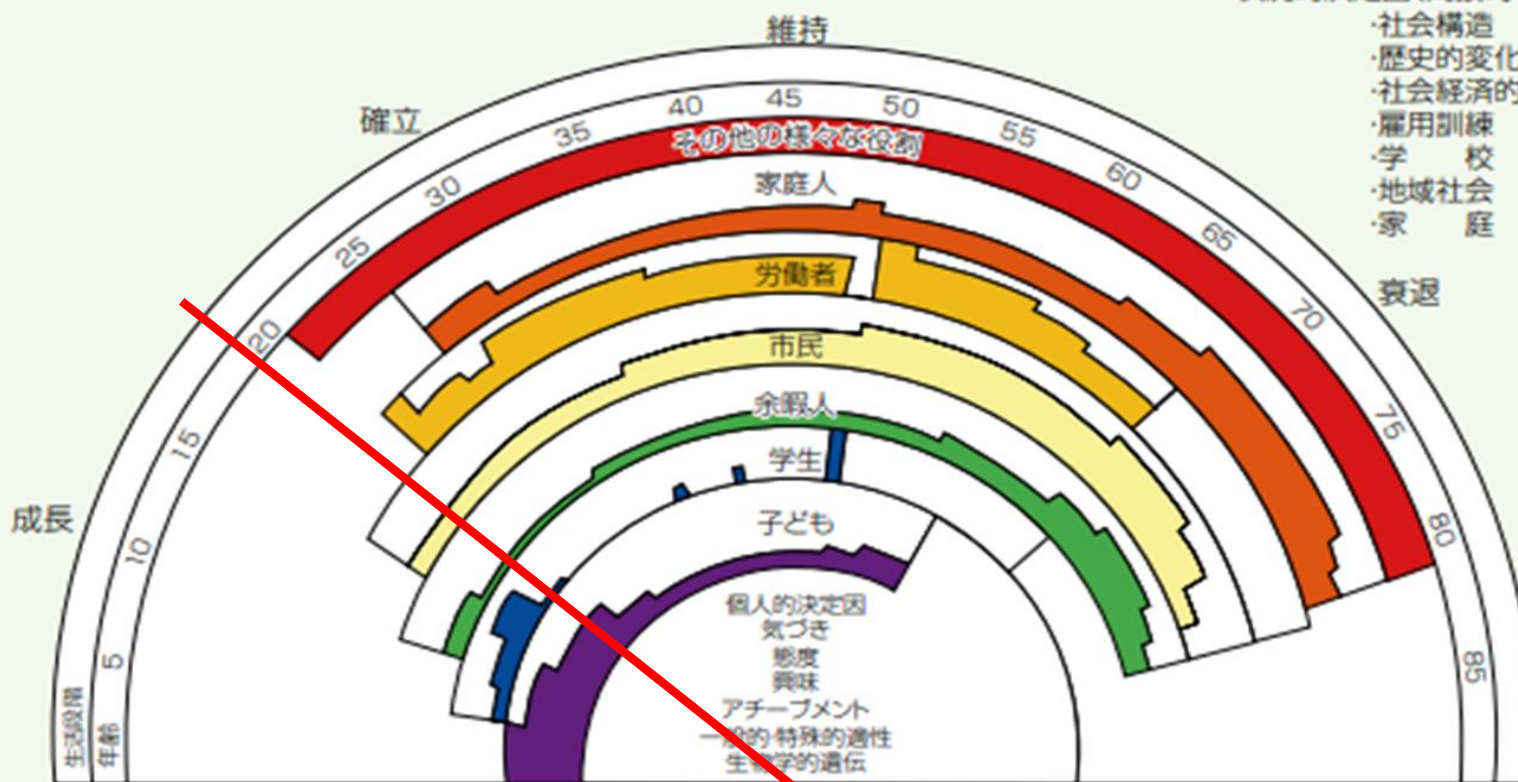 維持
確立
成長
衰退
·社会構造
·歴史的変化
·社会経済的
·雇用訓練
·学　　校
·地域社会
·家　　庭
生活段階
年齢
5
10
15
20
25
30
35
40
45
50
55
60
65
70
75
80
85
その他の様々な役割
家庭人
労働者
市民
余暇人
学生
子ども
個人的決定因
気づき
態度
興味
アチーブメント
一般的·特殊的適性
生物学的遺伝